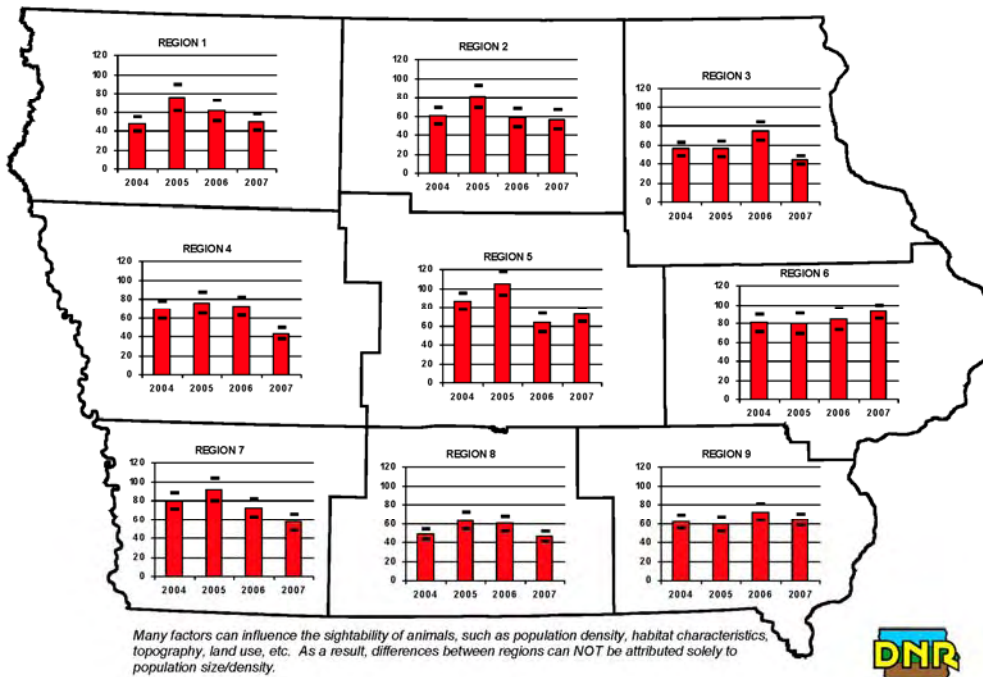 REGION 1
120
100
80
60
40
20
0
2004 2005 2006 2007
REGION 2
120
100
80
60
40
20
0
2004 2005 2006 2007
REGION 3
120
100
80
60
40
20
0
2004 2005 2006 2007
REGION 4
120
100
80
60
40
20
0
2004 2005 2006 2007
REGION 5
120
100
80
60
40
20
0
2004 2005 2006 2007
REGION 6
120
100
80
60
40
20
0
2004 2005 2006 2007
REGION 7
120
100
80
60
40
20
0
2004 2005 2006 2007
REGION 8
120
100
80
60
40
20
0
2004 2005 2006 2007
REGION 9
120
100
80
60
40
20
0
2004 2005 2006 2007
Many factors can influence the sightability of animals, such as population density, habitat characteristics,
topography, land use, etc. As a result, differences between regions can NOT be attributed solely to
population size/density.
DNR